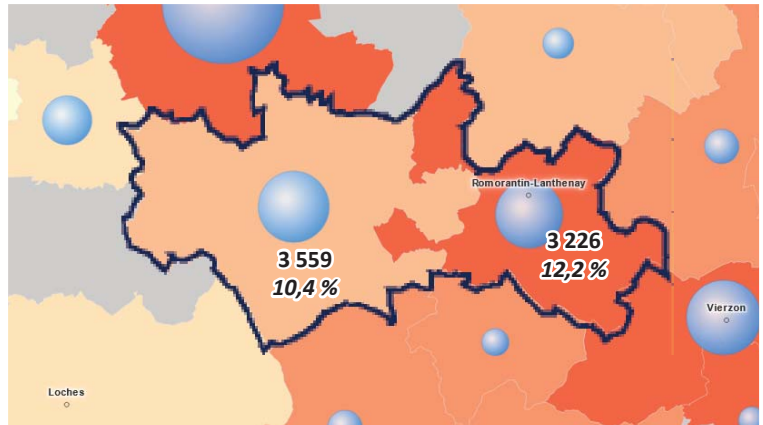 Romorantin-Lanthenay
3 226
12,2 %
3 559
10,4 %
Vierzon
Loches